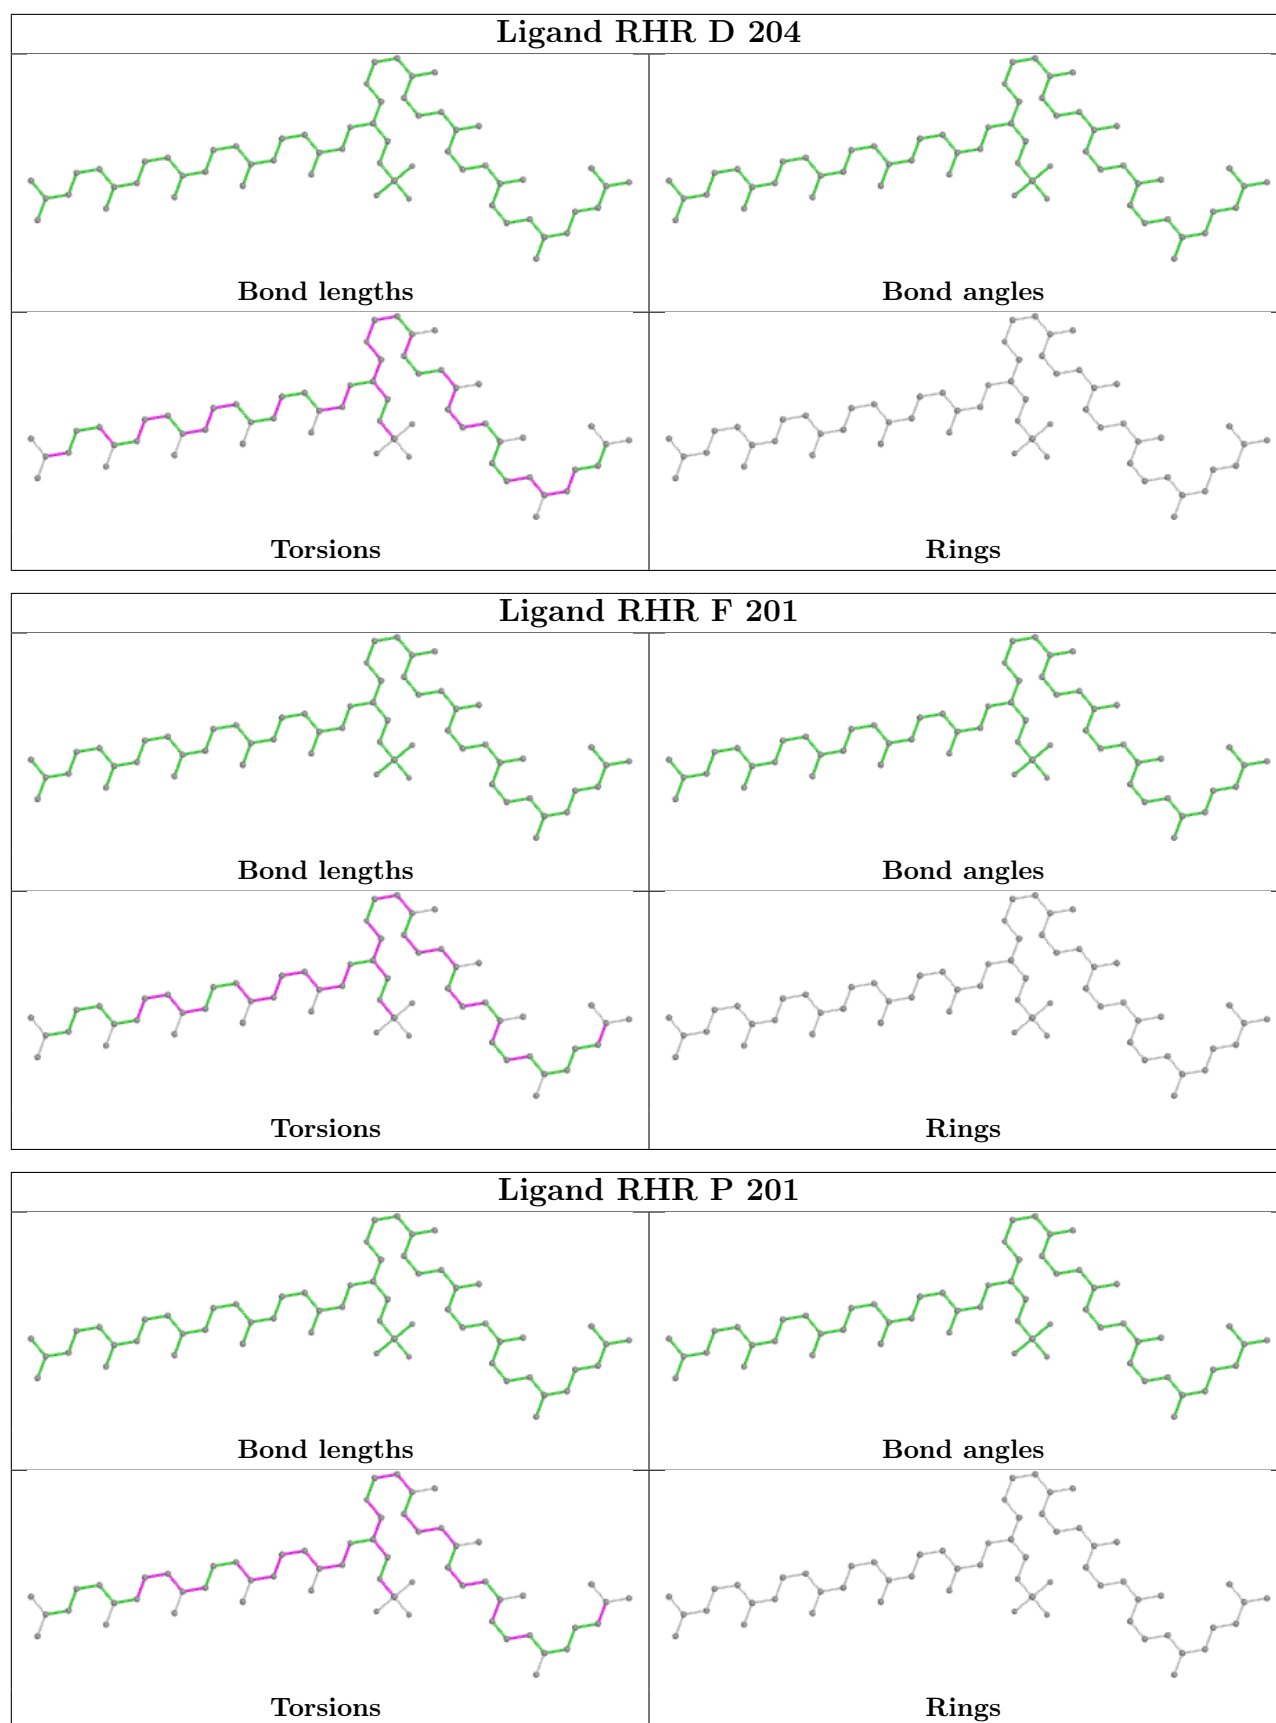 Ligand RHR D 204
Bond lengths
Bond angles
Torsions
Rings
Ligand RHR F 201
Bond lengths
Bond angles
Torsions
Rings
Ligand RHR P 201
Bond lengths
Bond angles
Torsions
Rings